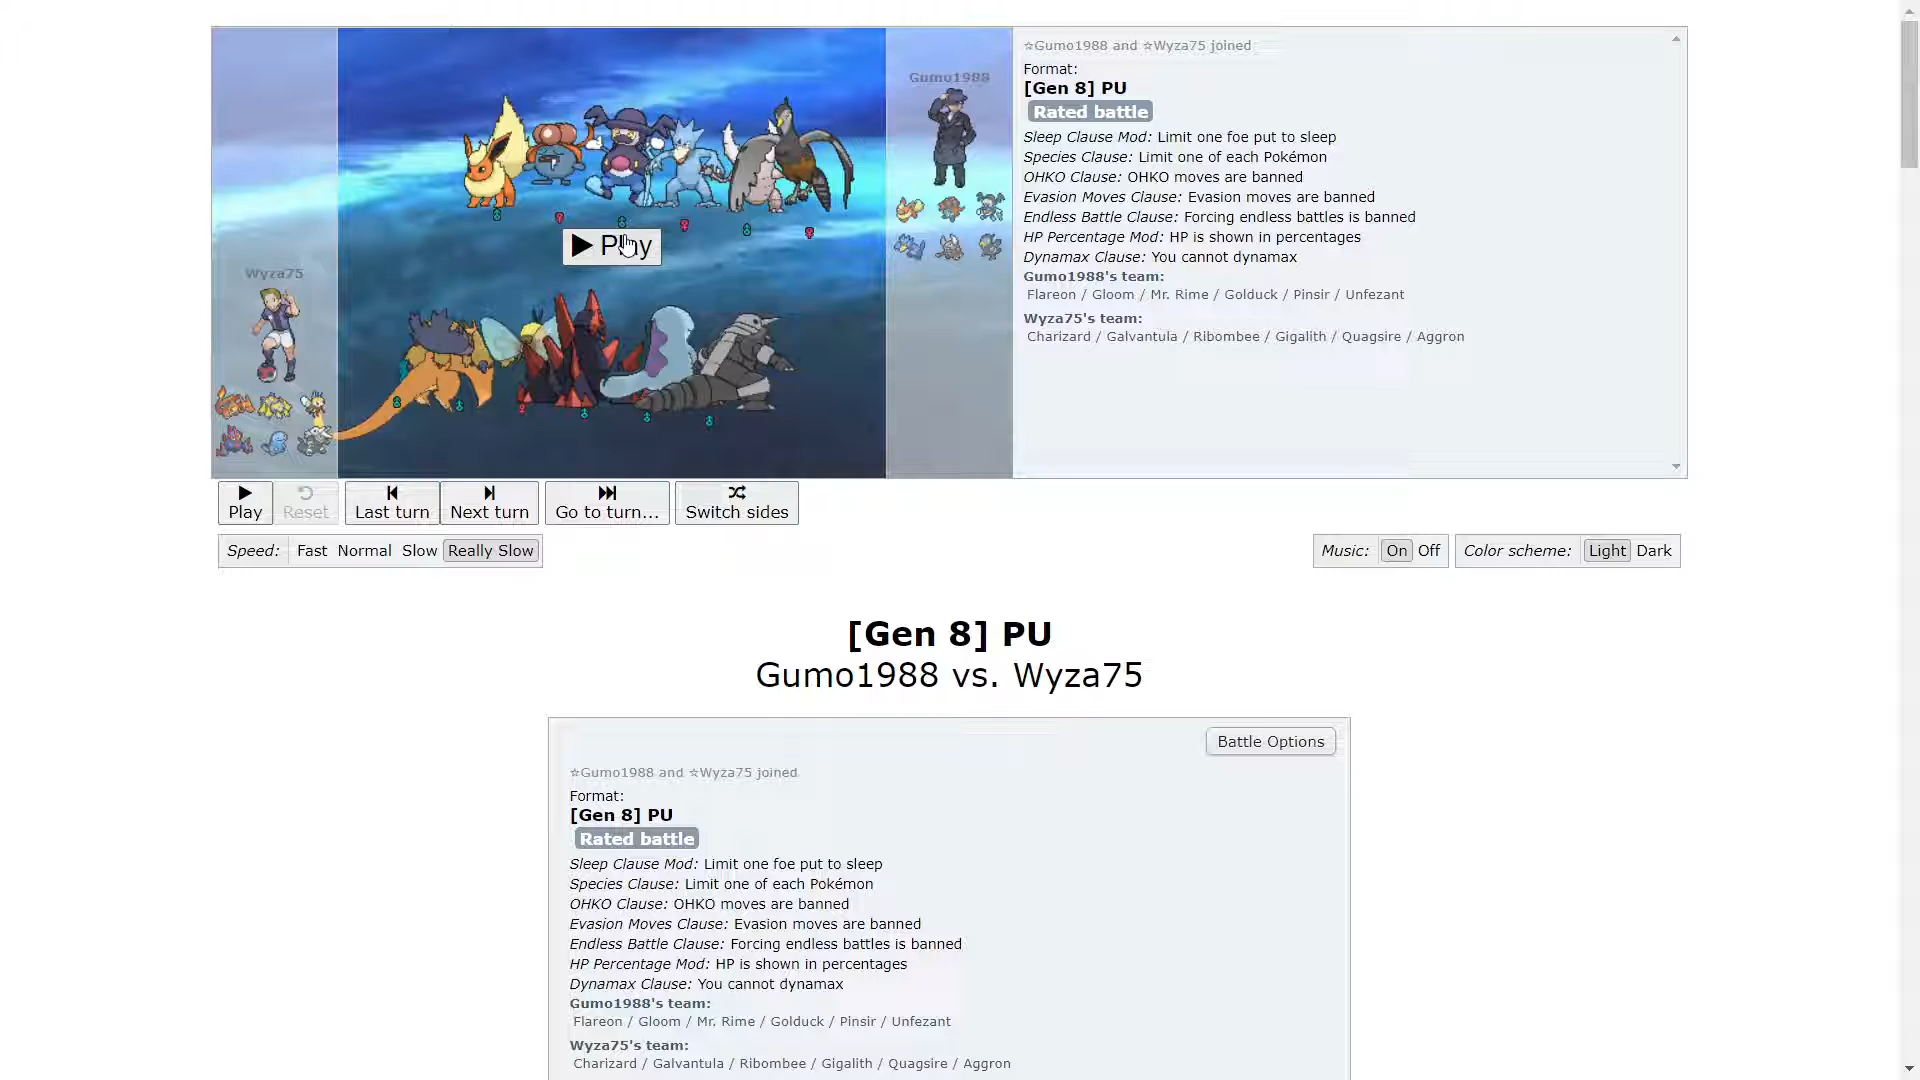 Gumo1988
Wyza75
Play
☆Gumo1988 and ☆Wyza75 joined
Format:
[Gen 8] PU
Rated battle
Sleep Clause Mod: Limit one foe put to sleep
Species Clause: Limit one of each Pokémon
OHKO Clause: OHKO moves are banned
Evasion Moves Clause: Evasion moves are banned
Endless Battle Clause: Forcing endless battles is banned
HP Percentage Mod: HP is shown in percentages
Dynamax Clause: You cannot dynamax
Gumo1988's team:
Flareon / Gloom / Mr. Rime / Golduck / Pinsir / Unfezant
Wyza75's team:
Charizard / Galvantula / Ribombee / Gigalith / Quagsire / Aggron
Play Reset Last turn Next turn Go to turn... Switch sides
Speed: Fast Normal Slow Really Slow Music: On Off Color scheme: Light Dark
[Gen 8] PU
Gumo1988 vs. Wyza75
Battle Options
☆Gumo1988 and ☆Wyza75 joined
Format:
[Gen 8] PU
Rated battle
Sleep Clause Mod: Limit one foe put to sleep
Species Clause: Limit one of each Pokémon
OHKO Clause: OHKO moves are banned
Evasion Moves Clause: Evasion moves are banned
Endless Battle Clause: Forcing endless battles is banned
HP Percentage Mod: HP is shown in percentages
Dynamax Clause: You cannot dynamax
Gumo1988's team:
Flareon / Gloom / Mr. Rime / Golduck / Pinsir / Unfezant
Wyza75's team:
Charizard / Galvantula / Ribombee / Gigalith / Quagsire / Aggron